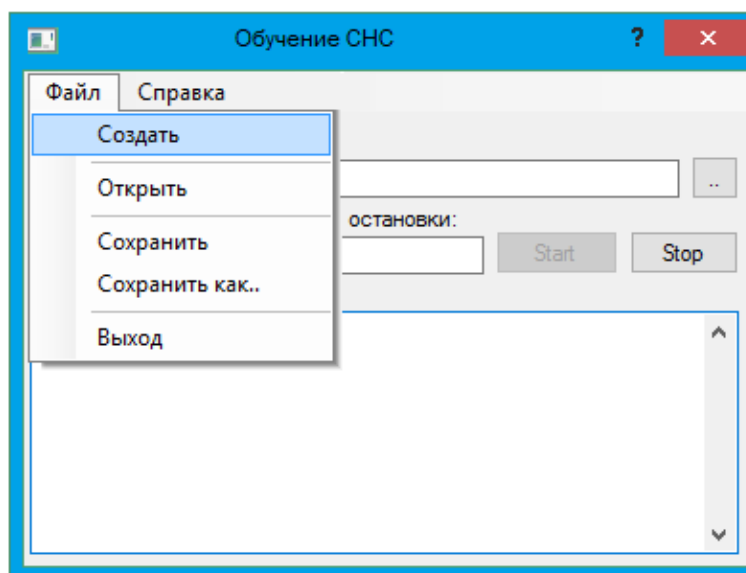 Обучение СНС
?
Файл Справка
Создать
Открыть
..
остановки:
Сохранить
Start Stop
Сохранить как..
Выход